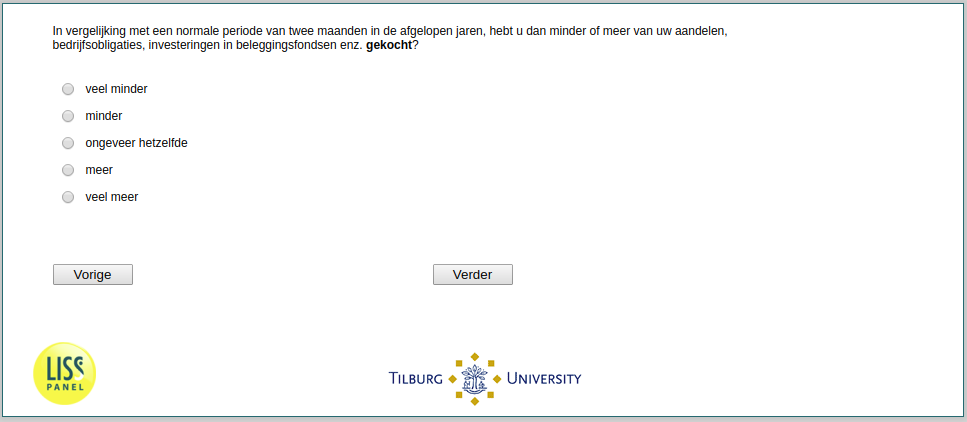 In vergelijking met een normale periode van twee maanden in de afgelopen jaren, hebt u dan minder of meer van uw aandelen,
bedrijfsobligaties, investeringen in beleggingsfondsen enz. gekocht?
veel minder
minder
ongeveer hetzelfde
meer
veel meer
Vorige
Verder
LISS
PANEL
TILBURG UNIVERSITY